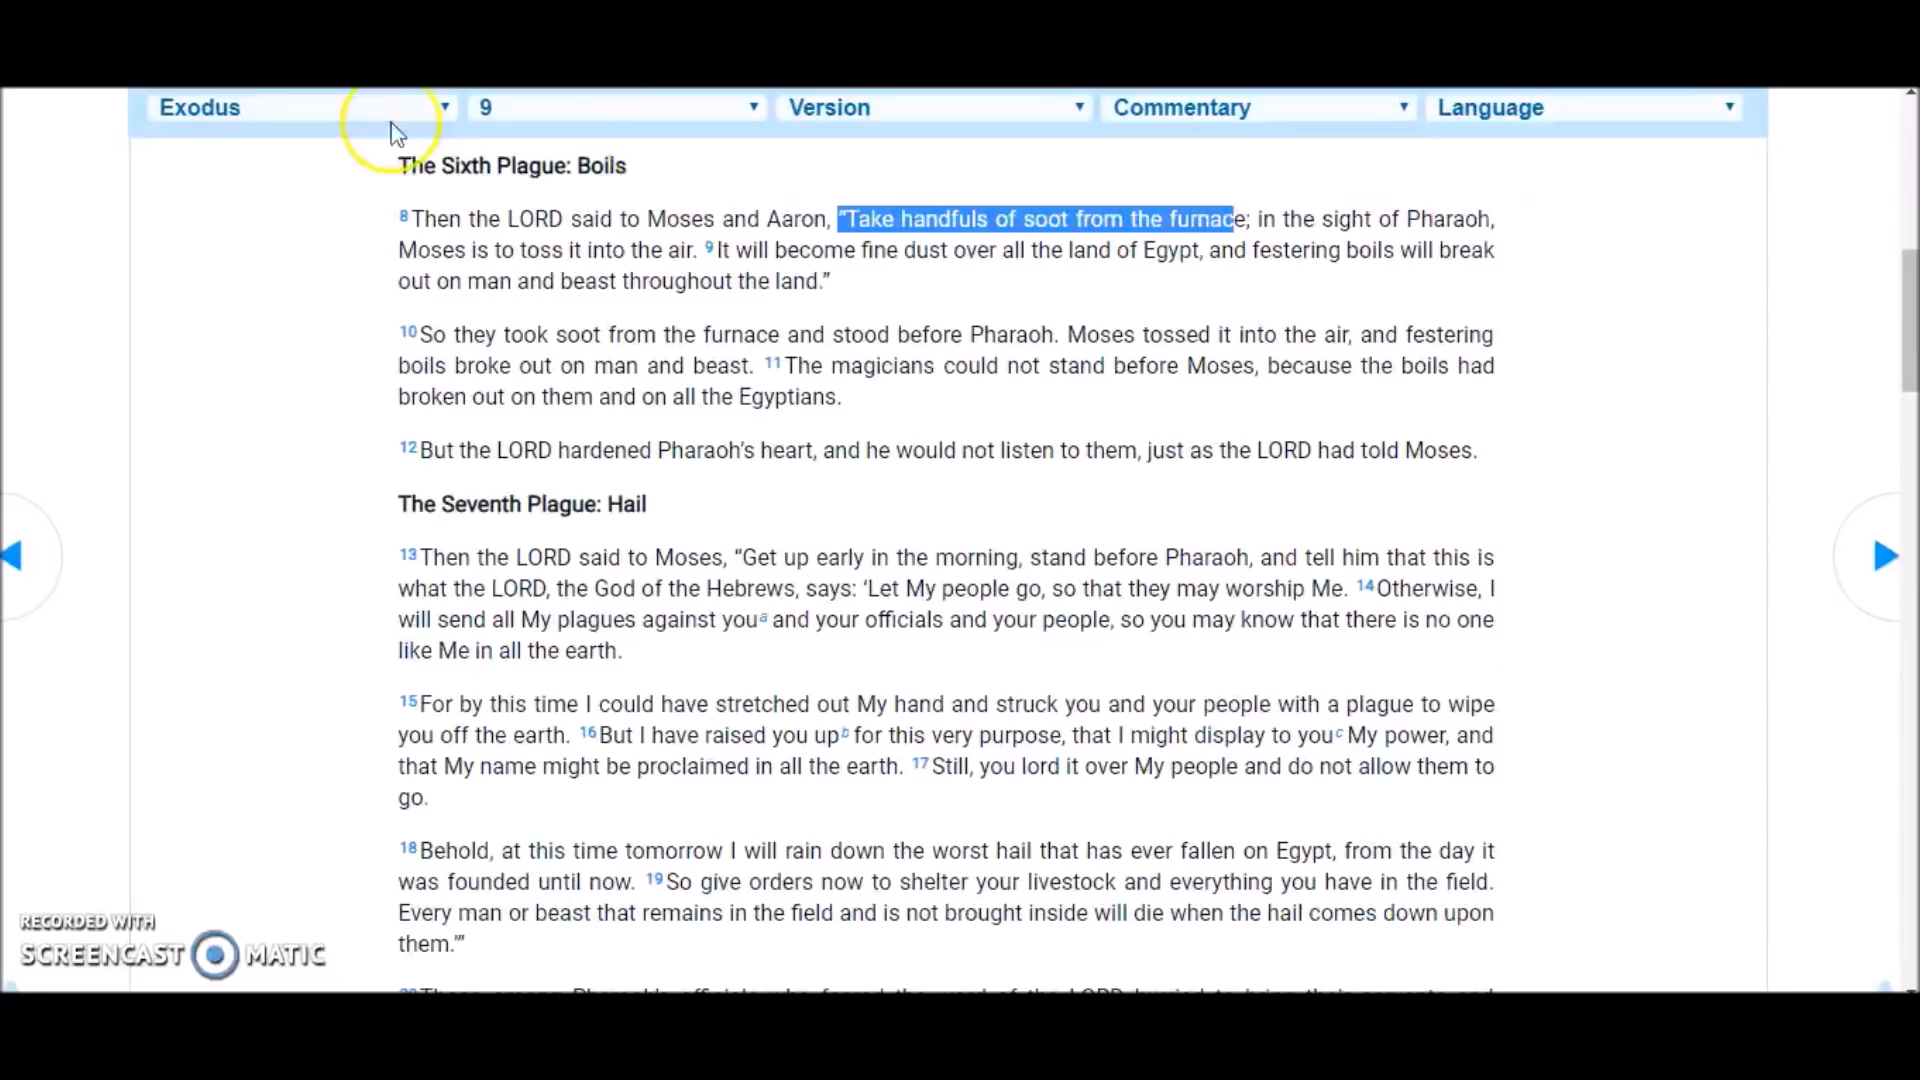 Exodus 9 Version Commentary Language
The Sixth Plague: Boils
8Then the LORD said to Moses and Aaron, “Take handfuls of soot from the furnace; in the sight of Pharaoh,
Moses is to toss it into the air. 9It will become fine dust over all the land of Egypt, and festering boils will break
out on man and beast throughout the land.”
10So they took soot from the furnace and stood before Pharaoh. Moses tossed it into the air, and festering
boils broke out on man and beast. 11The magicians could not stand before Moses, because the boils had
broken out on them and on all the Egyptians.
12But the LORD hardened Pharaoh’s heart, and he would not listen to them, just as the LORD had told Moses.
The Seventh Plague: Hail
13Then the LORD said to Moses, “Get up early in the morning, stand before Pharaoh, and tell him that this is
what the LORD, the God of the Hebrews, says: ‘Let My people go, so that they may worship Me. 14Otherwise, I
will send all My plagues against youa and your officials and your people, so you may know that there is no one
like Me in all the earth.
15For by this time I could have stretched out My hand and struck you and your people with a plague to wipe
you off the earth. 16But I have raised you upb for this very purpose, that I might display to youc My power, and
that My name might be proclaimed in all the earth. 17Still, you lord it over My people and do not allow them to
go.
18Behold, at this time tomorrow I will rain down the worst hail that has ever fallen on Egypt, from the day it
was founded until now. 19So give orders now to shelter your livestock and everything you have in the field.
Every man or beast that remains in the field and is not brought inside will die when the hail comes down upon
them.’”
RECORDED WITH
SCREENCAST MATIC